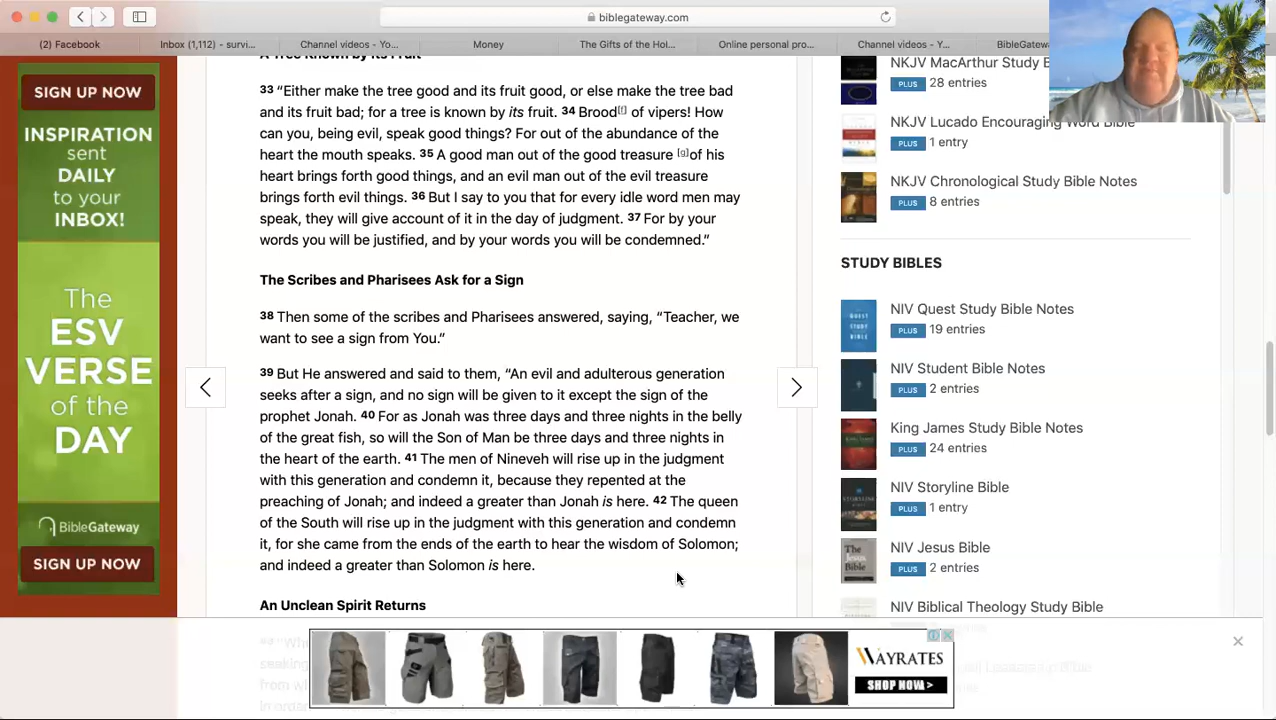 biblegateway.com
(2) Facebook
Inbox (1,112) - survi...
Channel videos - Yo...
Money
The Gifts of the Hol...
Online personal pro...
Channel videos - Y...
BibleGatew
SIGN UP NOW
INSPIRATION
sent
DAILY
to your
INBOX!
The
ESV
VERSE
of the
DAY
BibleGateway
SIGN UP NOW
A Tree Known by Its Fruit
33 “Either make the tree good and its fruit good, or else make the tree bad
and its fruit bad; for a tree is known by its fruit. 34 Brood[f] of vipers! How
can you, being evil, speak good things? For out of the abundance of the
heart the mouth speaks. 35 A good man out of the good treasure [g]of his
heart brings forth good things, and an evil man out of the evil treasure
brings forth evil things. 36 But I say to you that for every idle word men may
speak, they will give account of it in the day of judgment. 37 For by your
words you will be justified, and by your words you will be condemned.”
The Scribes and Pharisees Ask for a Sign
38 Then some of the scribes and Pharisees answered, saying, “Teacher, we
want to see a sign from You.”
39 But He answered and said to them, “An evil and adulterous generation
seeks after a sign, and no sign will be given to it except the sign of the
prophet Jonah. 40 For as Jonah was three days and three nights in the belly
of the great fish, so will the Son of Man be three days and three nights in
the heart of the earth. 41 The men of Nineveh will rise up in the judgment
with this generation and condemn it, because they repented at the
preaching of Jonah; and indeed a greater than Jonah is here. 42 The queen
of the South will rise up in the judgment with this generation and condemn
it, for she came from the ends of the earth to hear the wisdom of Solomon;
and indeed a greater than Solomon is here.
An Unclean Spirit Returns
NKJV MacArthur Study B
PLUS 28 entries
NKJV Lucado Encouraging Word Bible
PLUS 1 entry
NKJV Chronological Study Bible Notes
PLUS 8 entries
STUDY BIBLES
NIV Quest Study Bible Notes
PLUS 19 entries
NIV Student Bible Notes
PLUS 2 entries
King James Study Bible Notes
PLUS 24 entries
NIV Storyline Bible
PLUS 1 entry
NIV Jesus Bible
PLUS 2 entries
NIV Biblical Theology Study Bible
WAYRATES
SHOP NOW >